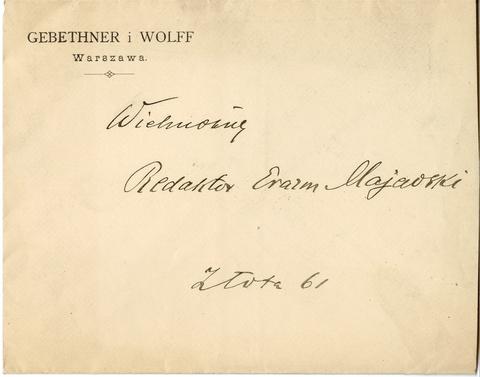 GEBETHNER i WOLFF
Warszawa.
Wielmożny
Redaktor Erazm Majewski
Złota 61